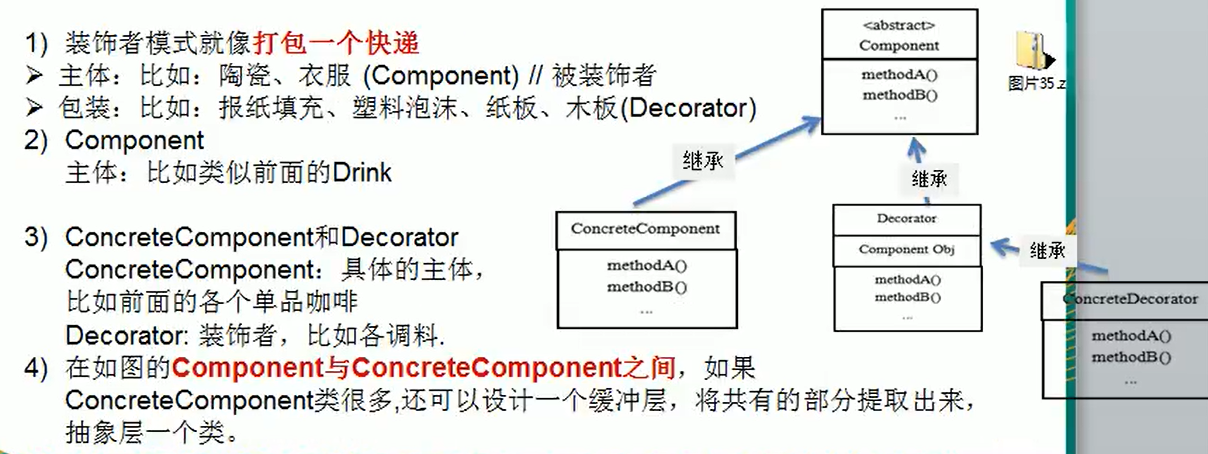 1) 装饰者模式就像打包一个快递
➢ 主体：比如：陶瓷、衣服 (Component) // 被装饰者
➢ 包装：比如：报纸填充、塑料泡沫、纸板、木板(Decorator)
2) Component
主体：比如类似前面的Drink
3) ConcreteComponent和Decorator
ConcreteComponent：具体的主体，
比如前面的各个单品咖啡
Decorator: 装饰者，比如各调料.
4) 在如图的Component与ConcreteComponent之间，如果
ConcreteComponent类很多,还可以设计一个缓冲层，将共有的部分提取出来，
抽象层一个类。
<abstract>
Component
methodA()
methodB()
...
继承
继承
ConcreteComponent
methodA()
methodB()
...
Decorator
Component Obj
methodA()
methodB()
...
继承
ConcreteDecorator
methodA()
methodB()
...
图片35.z